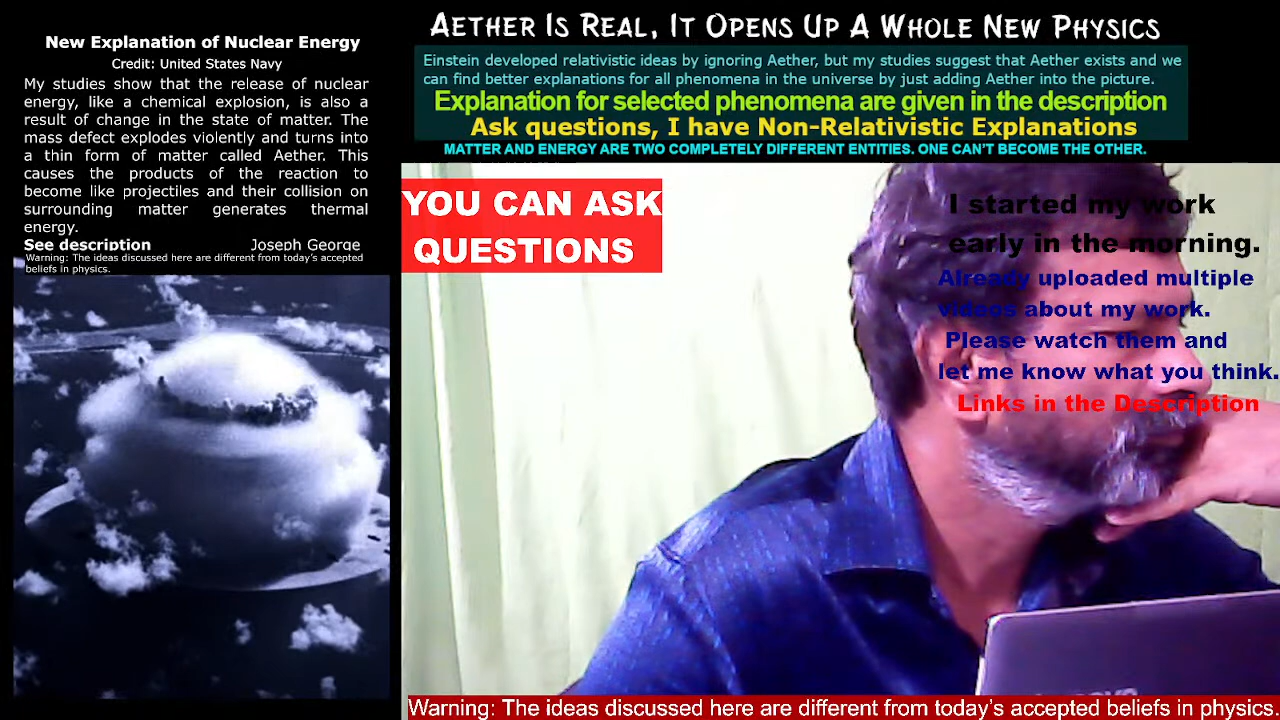 New Explanation of Nuclear Energy
Credit: United States Navy
My studies show that the release of nuclear
energy, like a chemical explosion, is also a
result of change in the state of matter. The
mass defect explodes violently and turns into
a thin form of matter called Aether. This
causes the products of the reaction to
become like projectiles and their collision on
surrounding matter generates thermal
energy.
See description Joseph George
Warning: The ideas discussed here are different from today's accepted
beliefs in physics.
AETHER IS REAL, IT OPENS UP A WHOLE NEW PHYSICS
Einstein developed relativistic ideas by ignoring Aether, but my studies suggest that Aether exists and we
can find better explanations for all phenomena in the universe by just adding Aether into the picture.
Explanation for selected phenomena are given in the description
Ask questions, I have Non-Relativistic Explanations
MATTER AND ENERGY ARE TWO COMPLETELY DIFFERENT ENTITIES. ONE CAN'T BECOME THE OTHER.
YOU CAN ASK
QUESTIONS
I started my work
early in the morning.
Already uploaded multiple
videos about my work.
Please watch them and
let me know what you think.
Links in the Description
Warning: The ideas discussed here are different from today's accepted beliefs in physics.